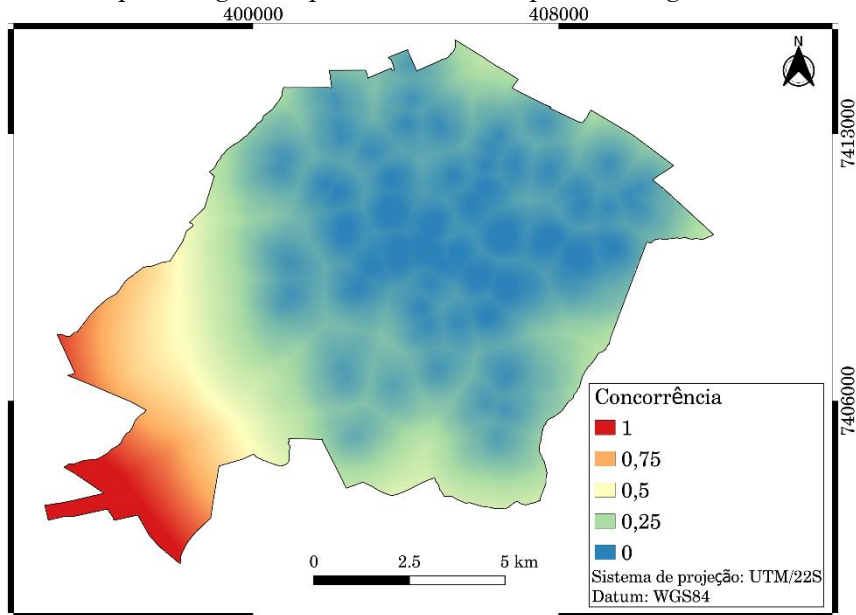 400000
408000
N
7413000
7406000
Concorrência
1
0,75
0,5
0,25
0
Sistema de projeção: UTM/22S
Datum: WGS84
0
2.5
5 km